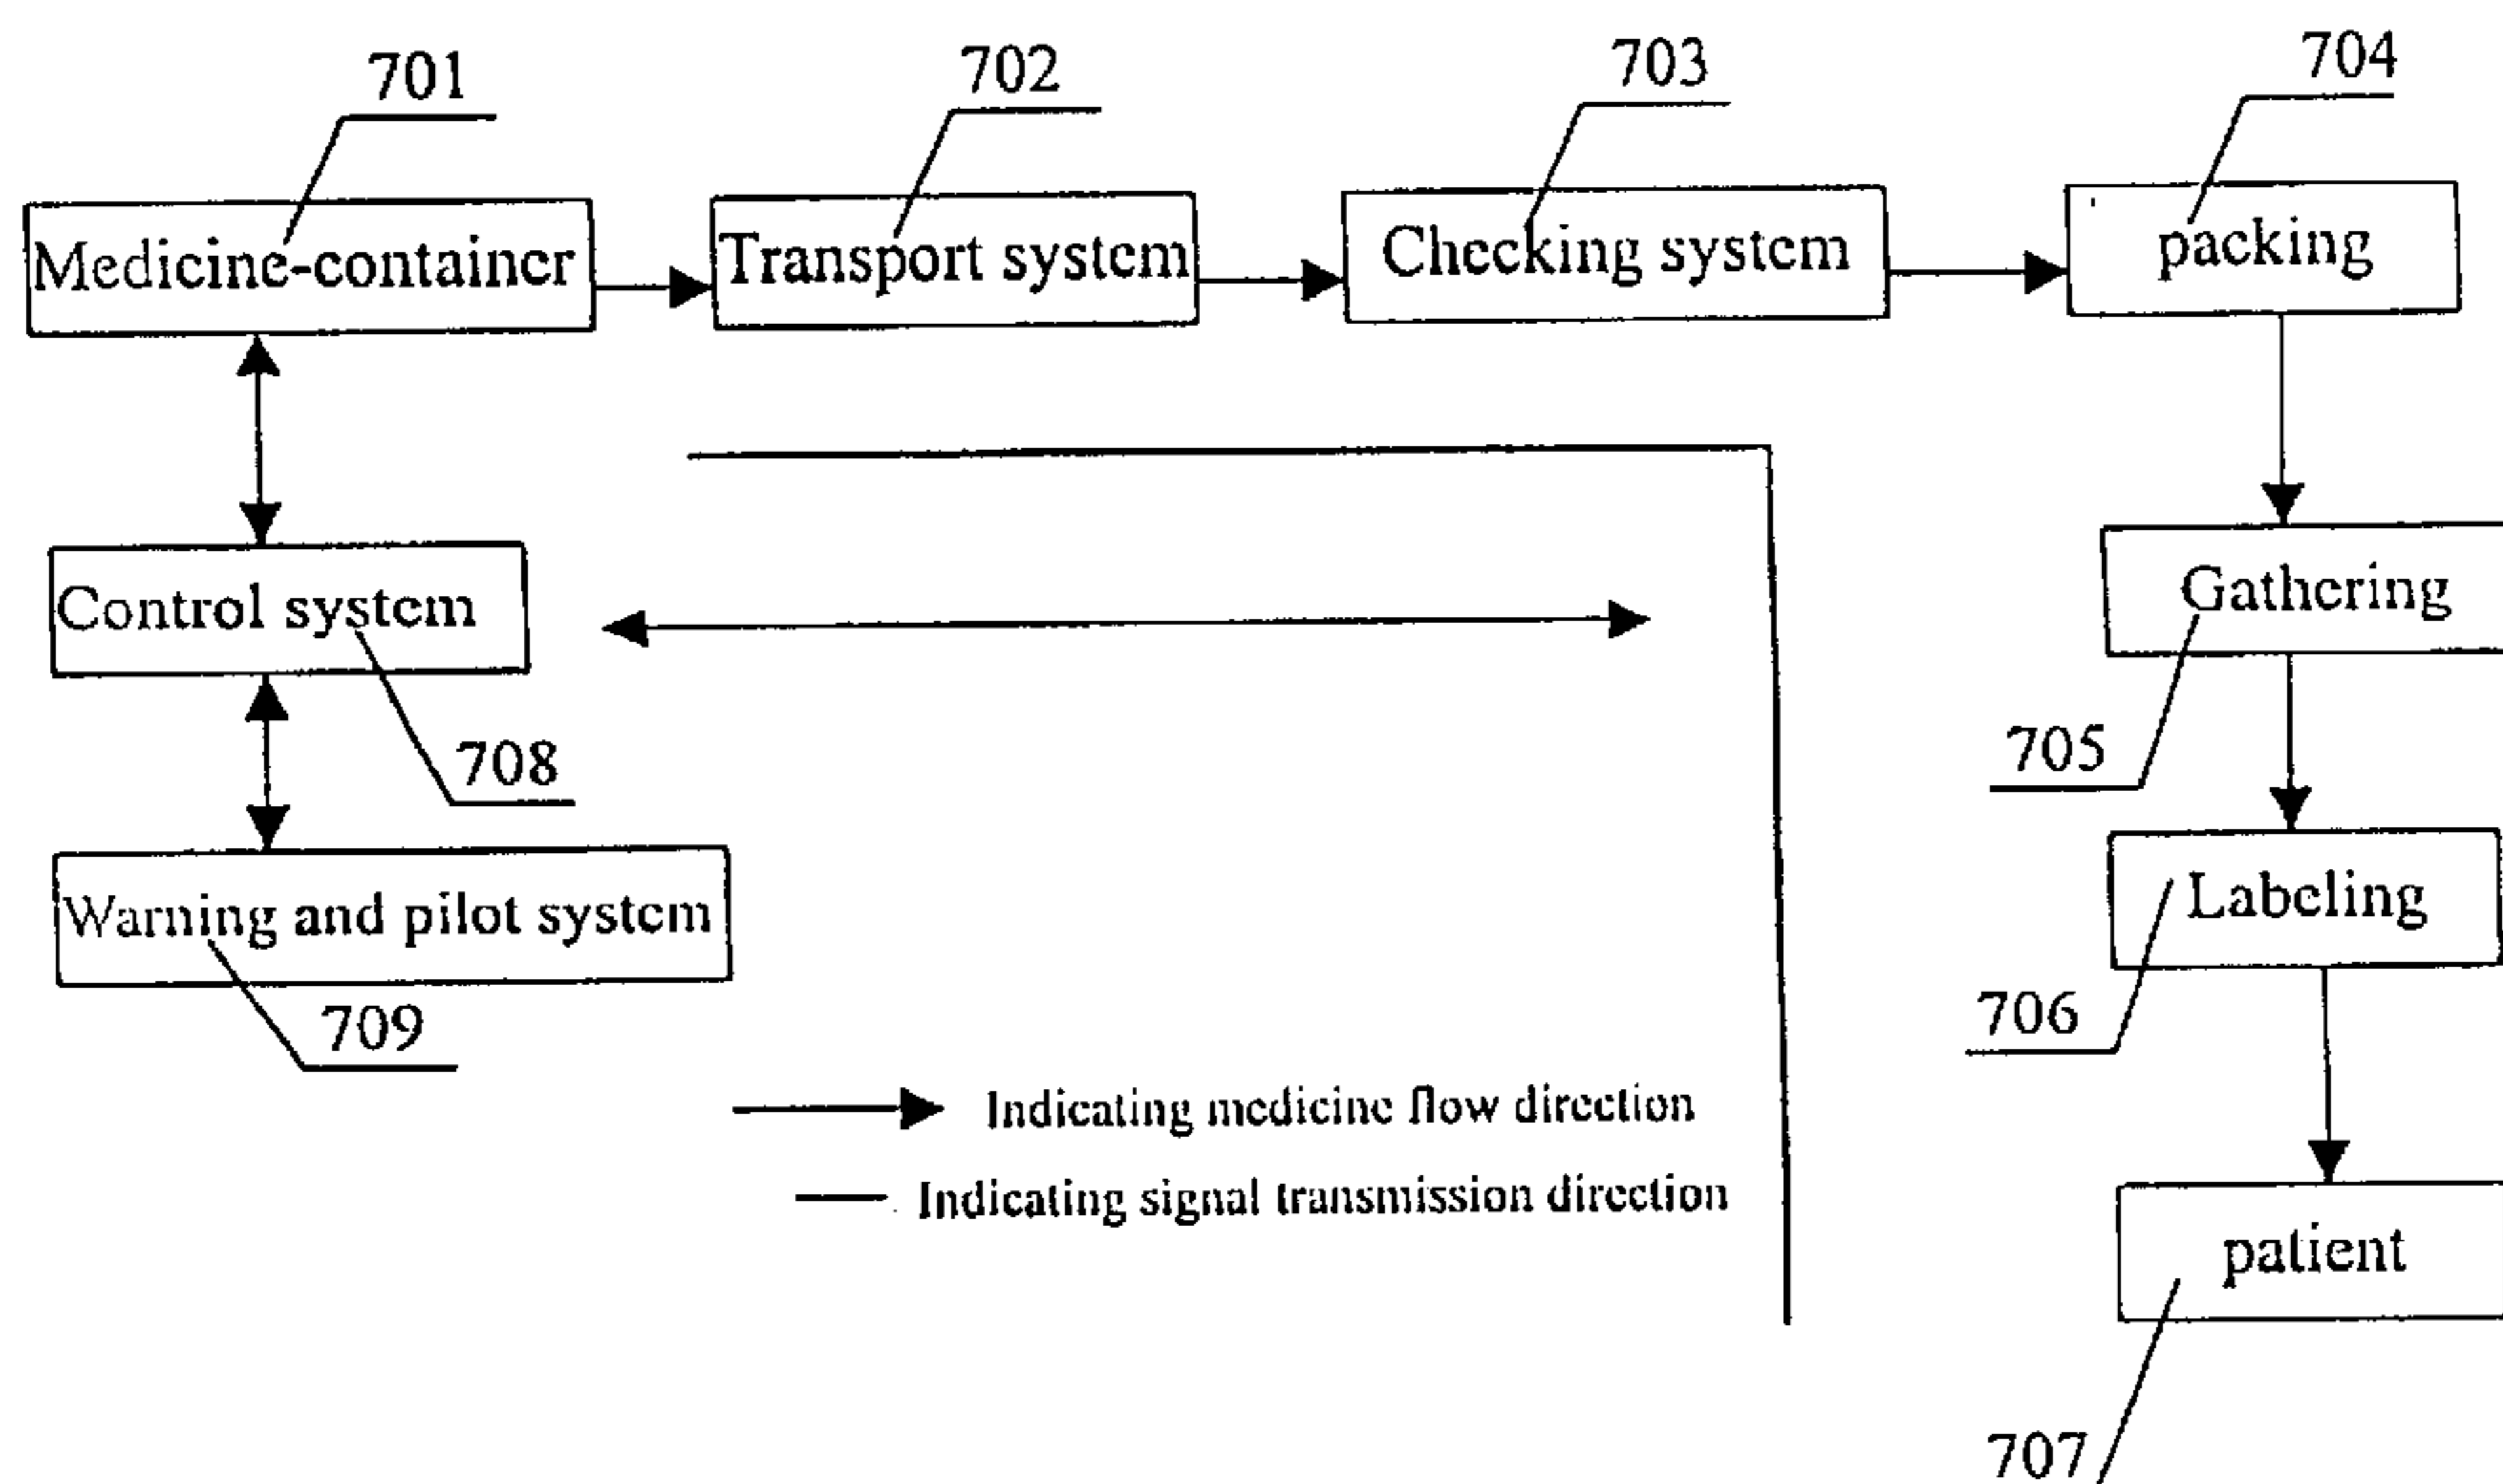 701
702
703
704
Medicine-container
Transport system
Checking system
packing
Control system
Gathering
708
705
Warning and pilot system
Labeling
709
706
Indicating medicine flow direction
Indicating signal transmission direction
patient
707